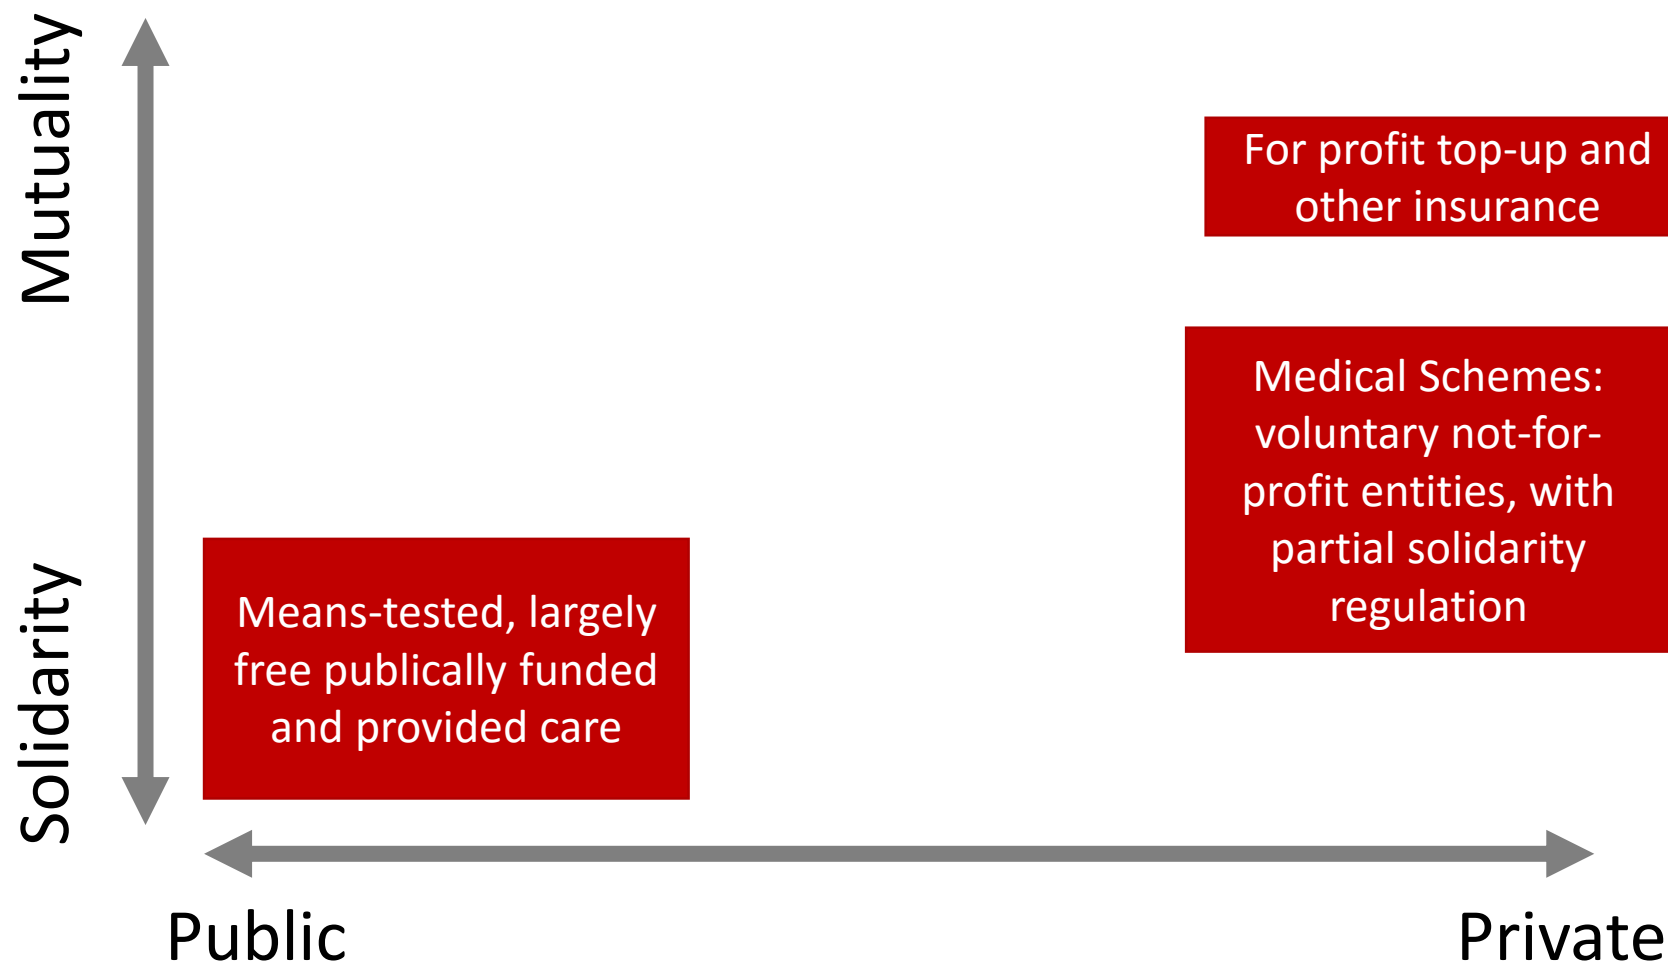 Mutuality
For profit top-up and
other insurance
Medical Schemes:
voluntary not-for-
profit entities, with
partial solidarity
regulation
Solidarity
Means-tested, largely
free publically funded
and provided care
Public
Private